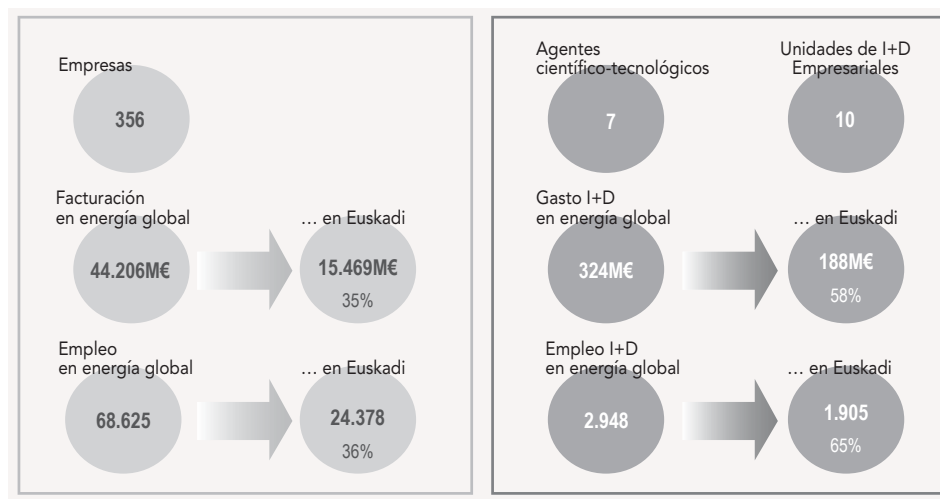 Empresas
356
Facturación
en energía global
... en Euskadi
44.206M€
15.469M€
35%
Empleo
en energía global
... en Euskadi
68.625
24.378
36%
Agentes
científico-tecnológicos
Unidades de I+D
Empresariales
7
10
Gasto I+D
en energía global
... en Euskadi
324M€
188M€
58%
Empleo I+D
en energía global
... en Euskadi
2.948
1.905
65%